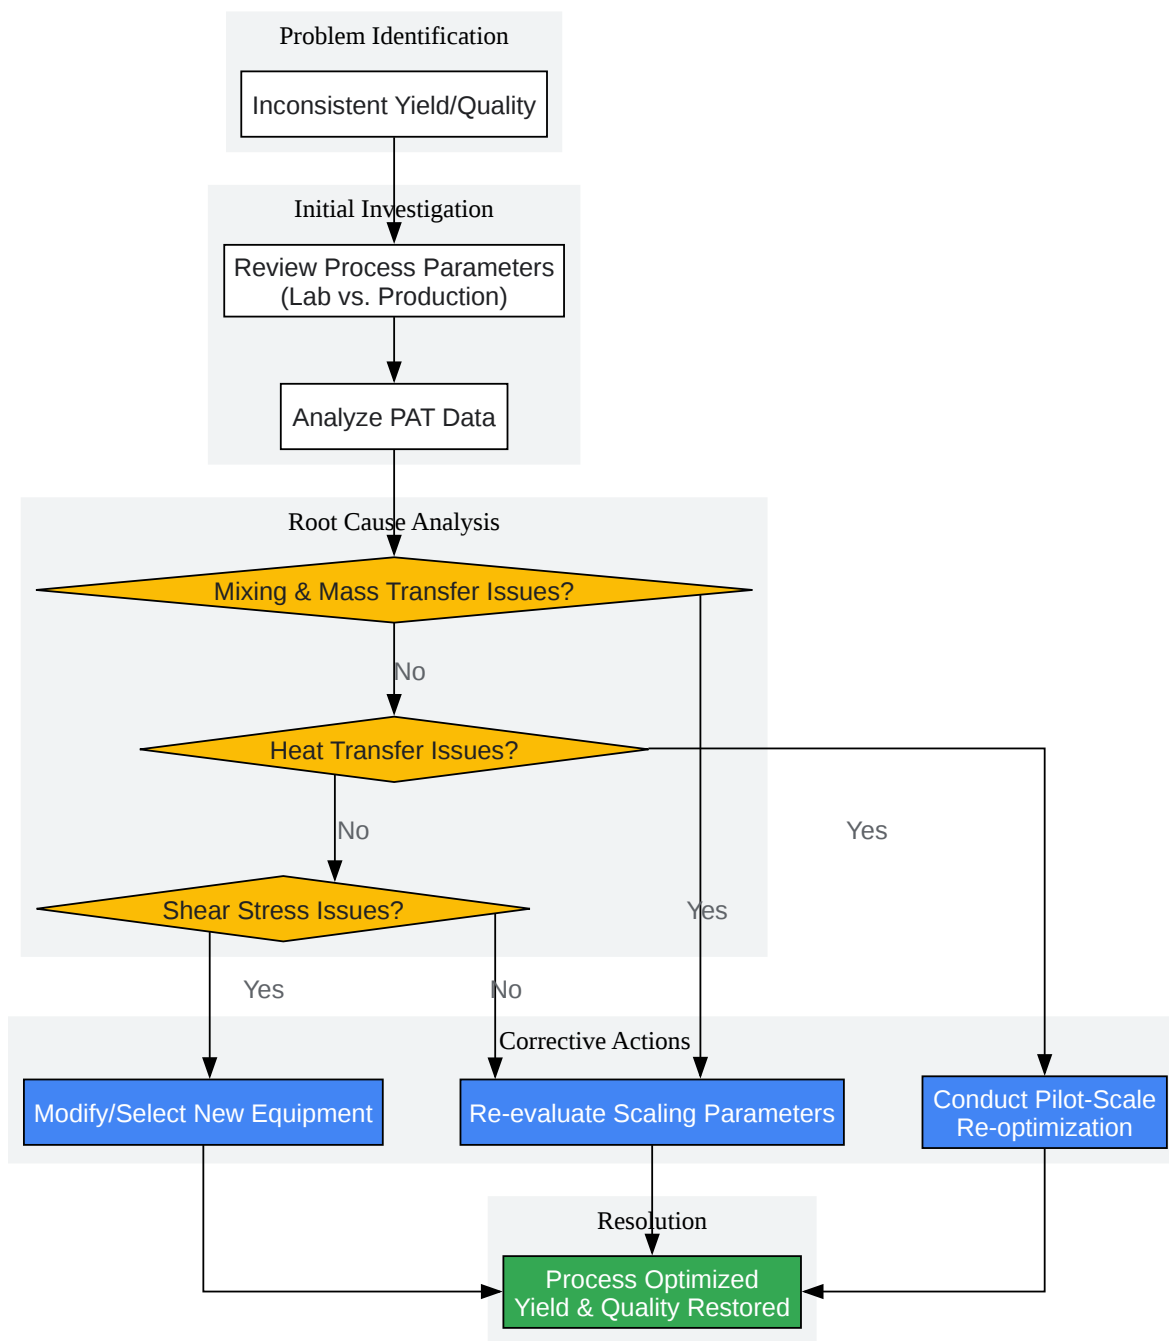 Problem Identification
Inconsistent Yield/Quality
Initial Investigation
Review Process Parameters
(Lab vs. Production)
Analyze PAT Data
Root Cause Analysis
Mixing & Mass Transfer Issues?
No
Heat Transfer Issues?
No
Yes
Shear Stress Issues?
Yes
Yes
No
Corrective Actions
Modify/Select New Equipment
Re-evaluate Scaling Parameters
Conduct Pilot-Scale
Re-optimization
Resolution
Process Optimized
Yield & Quality Restored